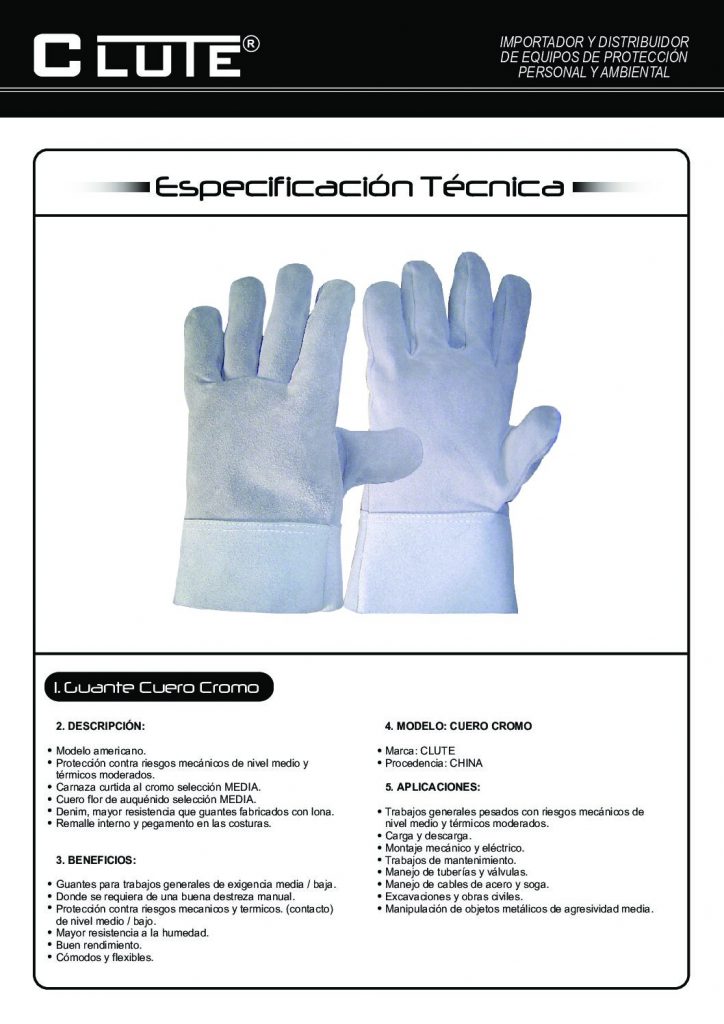 CLUTE®
IMPORTADOR Y DISTRIBUIDOR
DE EQUIPOS DE PROTECCIÓN
PERSONAL Y AMBIENTAL
Especificación Técnica
1. Guante Cuero Cromo
2. DESCRIPCIÓN:
• Modelo americano.
• Protección contra riesgos mecánicos de nivel medio y
térmicos moderados.
• Carnaza curtida al cromo selección MEDIA.
• Cuero flor de auquénido selección MEDIA.
• Denim, mayor resistencia que guantes fabricados con lona.
• Remalle interno y pegamento en las costuras.
3. BENEFICIOS:
• Guantes para trabajos generales de exigencia media / baja.
• Donde se requiera de una buena destreza manual.
• Protección contra riesgos mecanicos y termicos. (contacto)
de nivel medio / bajo.
• Mayor resistencia a la humedad.
• Buen rendimiento.
• Cómodos y flexibles.
4. MODELO: CUERO CROMO
• Marca: CLUTE
• Procedencia: CHINA
5. APLICACIONES:
• Trabajos generales pesados con riesgos mecánicos de
nivel medio y térmicos moderados.
• Carga y descarga.
• Montaje mecánico y eléctrico.
• Trabajos de mantenimiento.
• Manejo de tuberías y válvulas.
• Manejo de cables de acero y soga.
• Excavaciones y obras civiles.
• Manipulación de objetos metálicos de agresividad media.